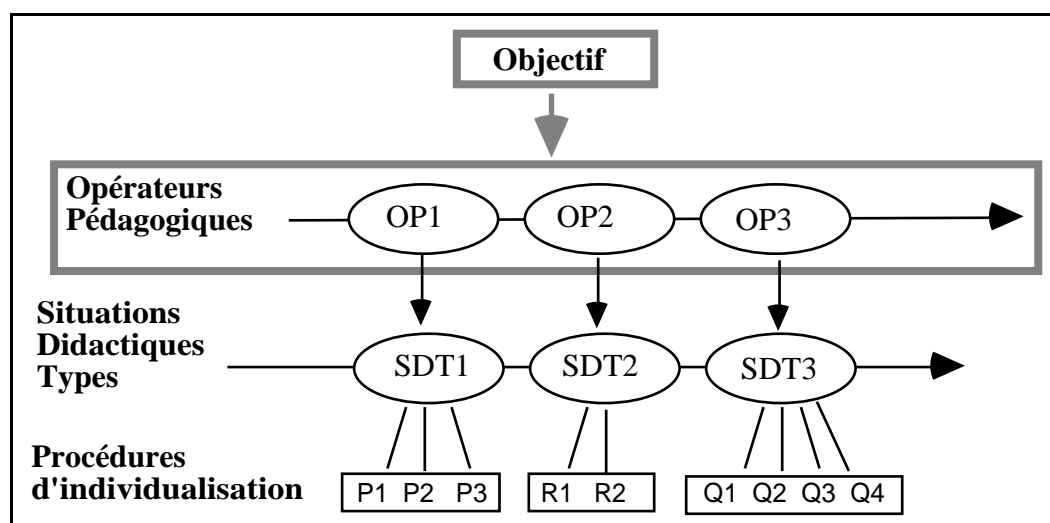 Objectif
Opérateurs
Pédagogiques
OP1 OP2 OP3
Situations
Didactiques
Types
SDT1 SDT2 SDT3
Procédures
d'individualisation
P1 P2 P3 R1 R2 Q1 Q2 Q3 Q4